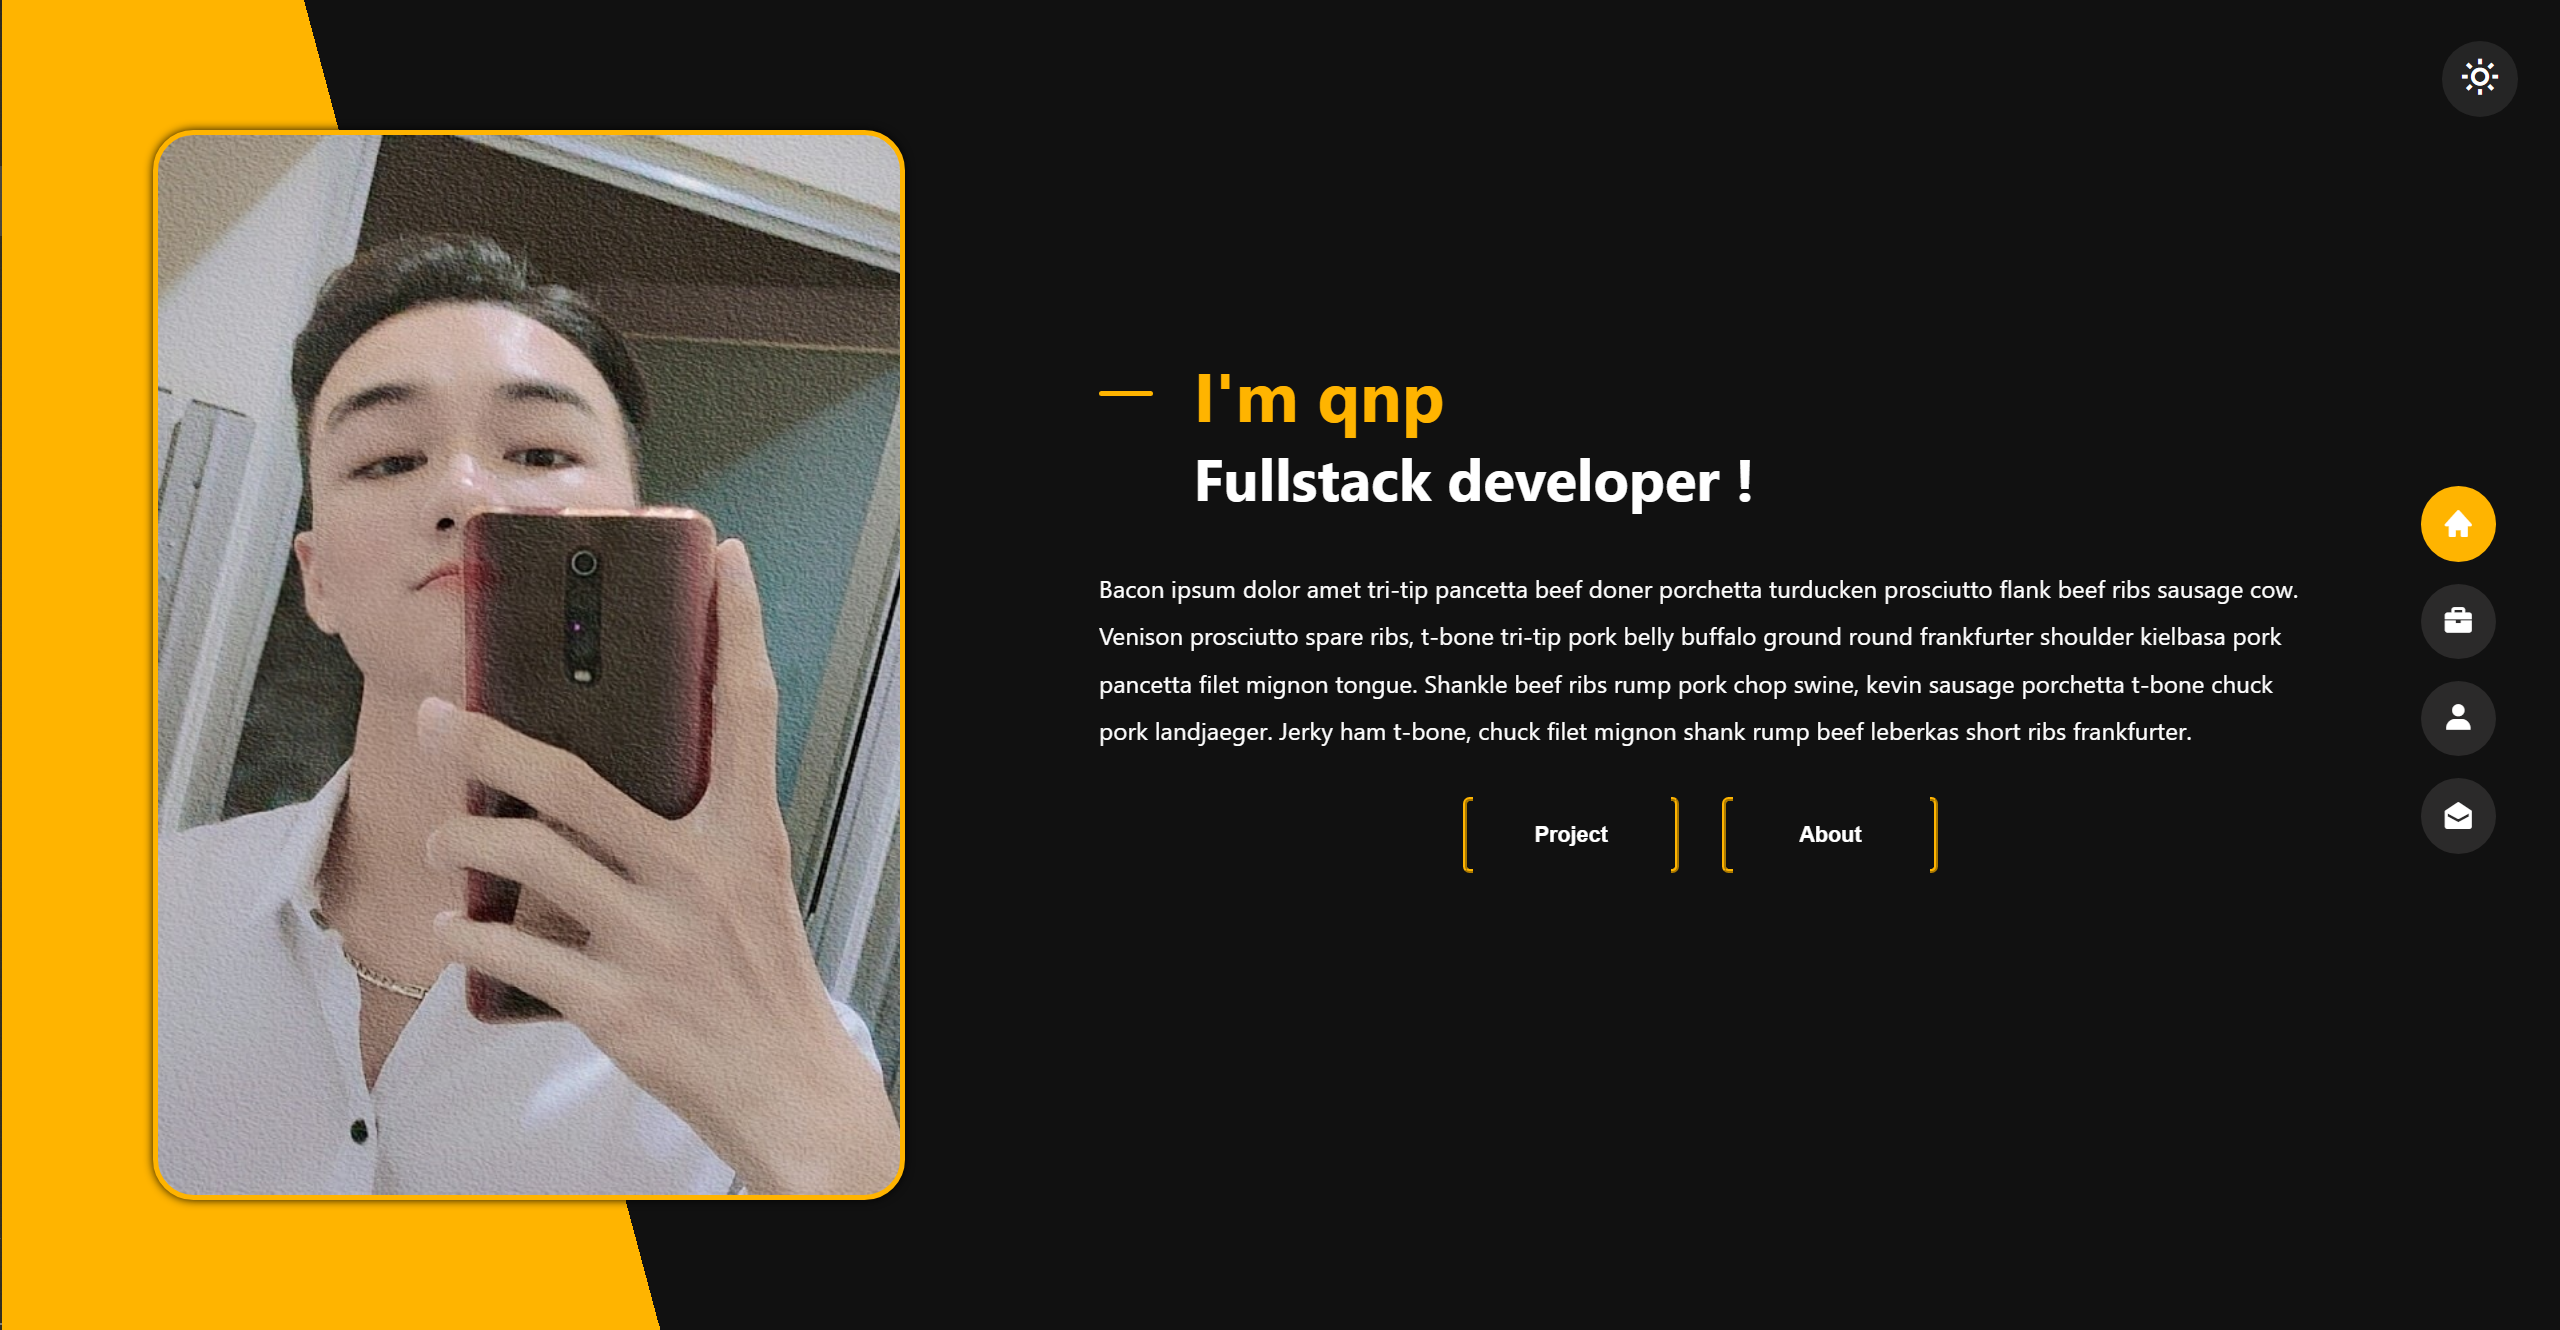 I'm qnp
Fullstack developer !
Bacon ipsum dolor amet tri-tip pancetta beef doner porchetta turducken prosciutto flank beef ribs sausage cow.
Venison prosciutto spare ribs, t-bone tri-tip pork belly buffalo ground round frankfurter shoulder kielbasa pork
pancetta filet mignon tongue. Shankle beef ribs rump pork chop swine, kevin sausage porchetta t-bone chuck
pork landjaeger. Jerky ham t-bone, chuck filet mignon shank rump beef leberkas short ribs frankfurter.
Project
About